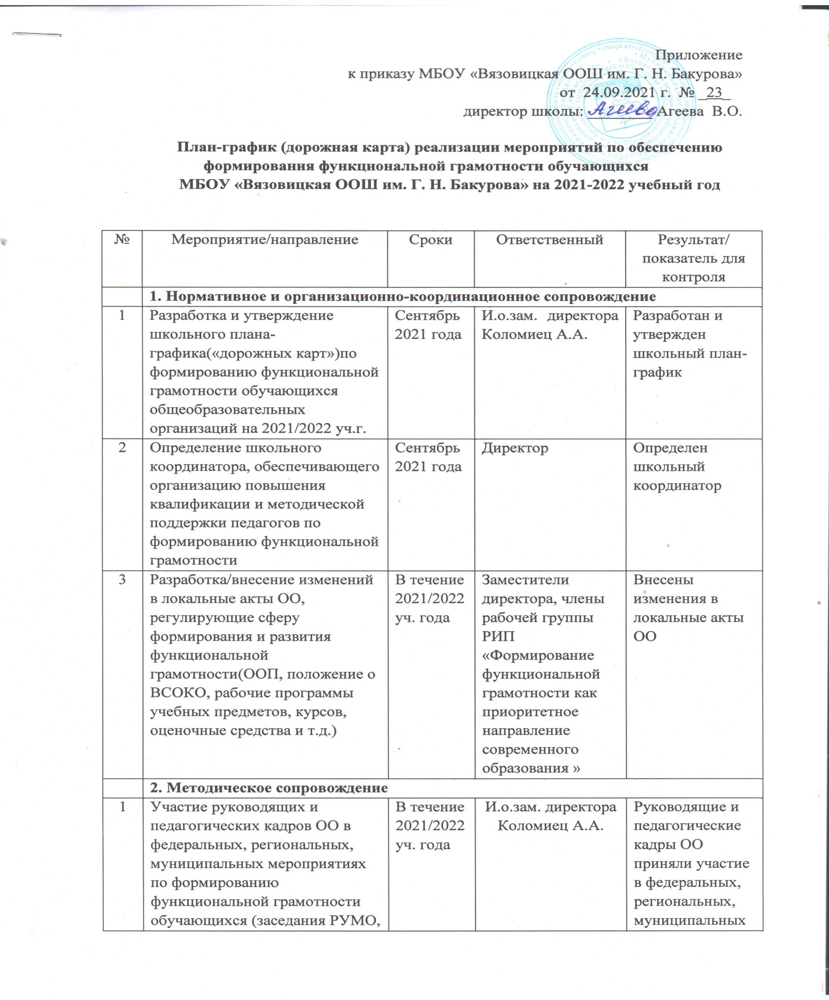 Приложение
к приказу МБОУ «Вязовицкая ООШ им. Г. Н. Бакурова»
от 24.09.2021 г. № _23_
директор школы: Агеева Агеева В.О.
План-график (дорожная карта) реализации мероприятий по обеспечению
формирования функциональной грамотности обучающихся
МБОУ «Вязовицкая ООШ им. Г. Н. Бакурова» на 2021-2022 учебный год
№
Мероприятие/направление
Сроки
Ответственный
Результат/
показатель для
контроля
1. Нормативное и организационно-координационное сопровождение
1
Разработка и утверждение
школьного плана-
графика(«дорожных карт»)по
формированию функциональной
грамотности обучающихся
общеобразовательных
организаций на 2021/2022 уч.г.
Сентябрь
2021 года
И.о.зам. директора
Коломиец А.А.
Разработан и
утвержден
школьный план-
график
2
Определение школьного
координатора, обеспечивающего
организацию повышения
квалификации и методической
поддержки педагогов по
формированию функциональной
грамотности
Сентябрь
2021 года
Директор
Определен
школьный
координатор
3
Разработка/внесение изменений
в локальные акты ОО,
регулирующие сферу
формирования и развития
функциональной
грамотности(ООП, положение о
ВСОКО, рабочие программы
учебных предметов, курсов,
оценочные средства и т.д.)
В течение
2021/2022
уч. года
Заместители
директора, члены
рабочей группы
РИП
«Формирование
функциональной
грамотности как
приоритетное
направление
современного
образования »
Внесены
изменения в
локальные акты
ОО
2. Методическое сопровождение
1
Участие руководящих и
педагогических кадров ОО в
федеральных, региональных,
муниципальных мероприятиях
по формированию
функциональной грамотности
обучающихся (заседания РУМО,
В течение
2021/2022
уч. года
И.о.зам. директора
Коломиец А.А.
Руководящие и
педагогические
кадры ОО
приняли участие
в федеральных,
региональных,
муниципальных